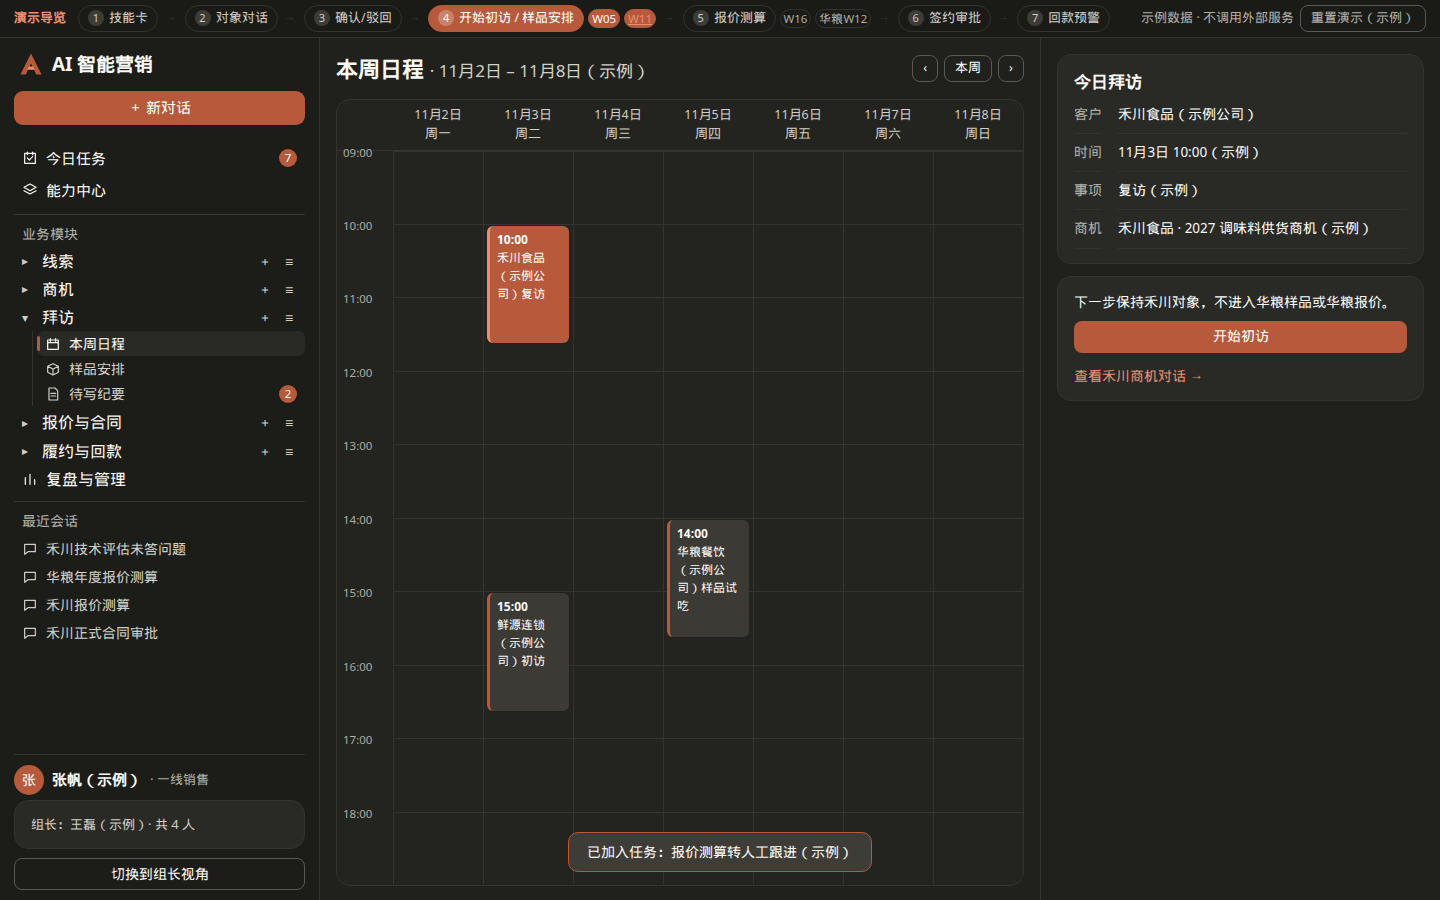 演示导览 1 技能卡 → 2 对象对话 → 3 确认/驳回 → 4 开始初访 / 样品安排 W05 W11 → 5 报价测算 W16 华粮W12 → 6 签约审批 → 7 回款预警 示例数据 · 不调用外部服务 重置演示（示例）
AI 智能营销
+ 新对话
今日任务 7
能力中心
业务模块
▸ 线索 + ≡
▸ 商机 + ≡
▾ 拜访 + ≡
本周日程
样品安排
待写纪要 2
▸ 报价与合同 + ≡
▸ 履约与回款 + ≡
复盘与管理
最近会话
禾川技术评估未答问题
华粮年度报价测算
禾川报价测算
禾川正式合同审批
张 张帆（示例） · 一线销售
组长：王磊（示例）· 共 4 人
切换到组长视角
本周日程 · 11月2日 – 11月8日（示例） ‹ 本周 ›
11月2日 11月3日 11月4日 11月5日 11月6日 11月7日 11月8日
周一 周二 周三 周四 周五 周六 周日
09:00
10:00
11:00
12:00
13:00
14:00
15:00
16:00
17:00
18:00
10:00
禾川食品
（示例公
司）复访
15:00
鲜源连锁
（示例公
司）初访
14:00
华粮餐饮
（示例公
司）样品试
吃
已加入任务：报价测算转人工跟进（示例）
今日拜访
客户 禾川食品（示例公司）
时间 11月3日 10:00（示例）
事项 复访（示例）
商机 禾川食品 · 2027 调味料供货商机（示例）
下一步保持禾川对象，不进入华粮样品或华粮报价。
开始初访
查看禾川商机对话 →